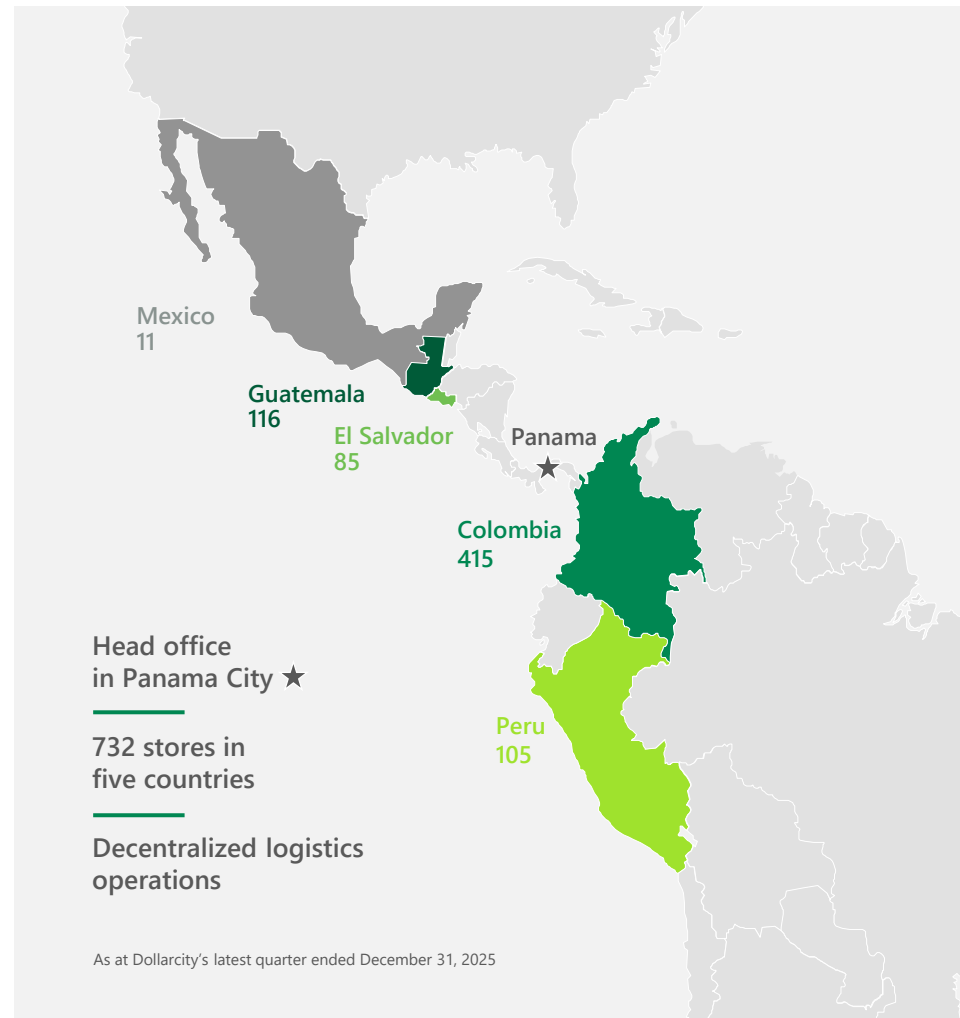 Mexico
11
Guatemala
116
El Salvador
85
Panama
Colombia
415
Peru
105
Head office
in Panama City ★
732 stores in
five countries
Decentralized logistics
operations
As at Dollarcity's latest quarter ended December 31, 2025